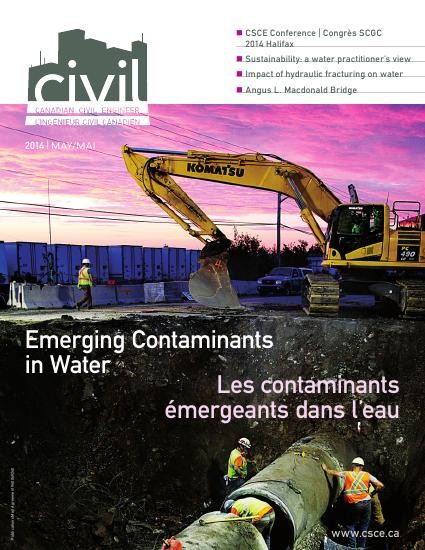 CSCE Conference | Congrès SCGC
2014 Halifax
Sustainability: a water practitioner's view
Impact of hydraulic fracturing on water
Angus L. Macdonald Bridge
civil
CANADIAN CIVIL ENGINEER
L'INGÉNIEUR CIVIL CANADIEN
2014 | MAY/MAI
KOMATSU
PC
490
Emerging Contaminants
in Water
Les contaminants
émergeants dans l'eau
www.csce.ca